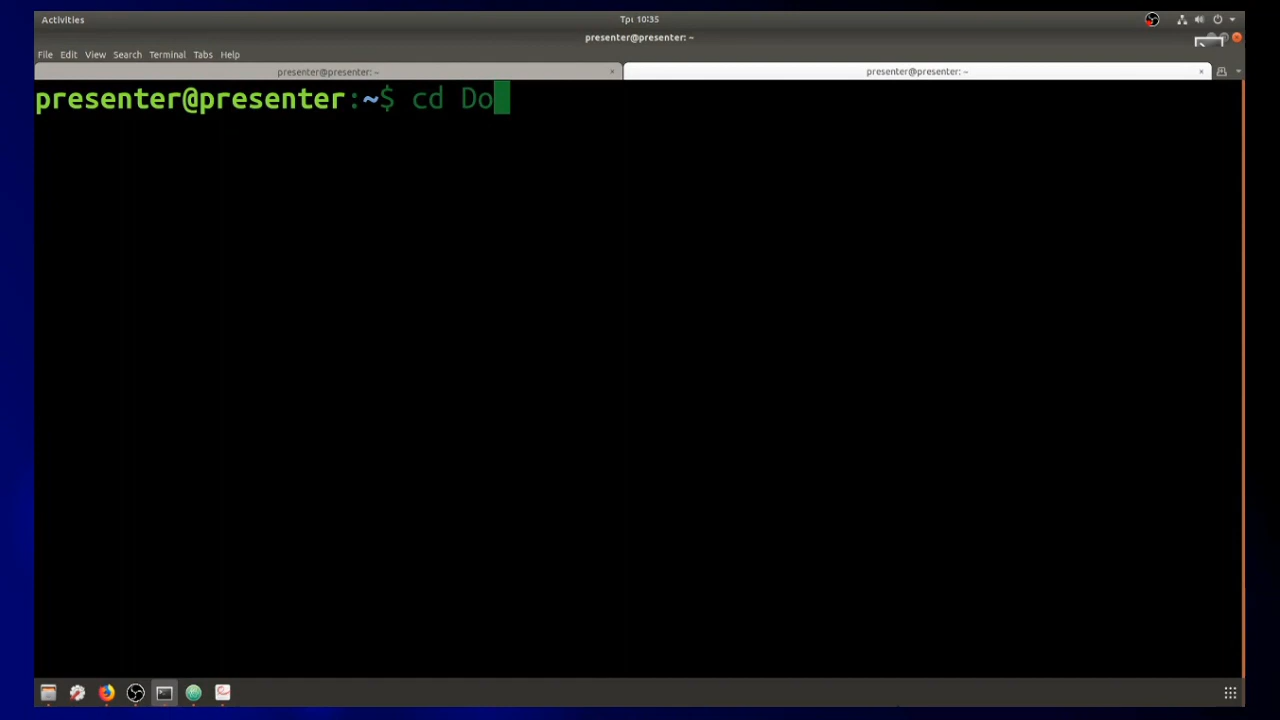 Activities
Τρι 10:35
presenter@presenter: ~
File Edit View Search Terminal Tabs Help
presenter@presenter: ~ ×
presenter@presenter: ~ ×
presenter@presenter:~$ cd Do